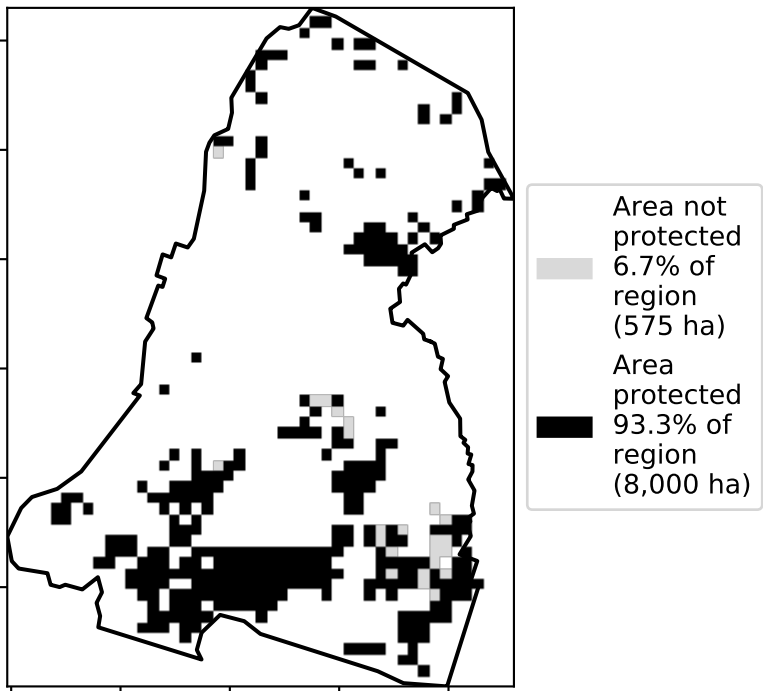 Area not
protected
6.7% of
region
(575 ha)
Area
protected
93.3% of
region
(8,000 ha)